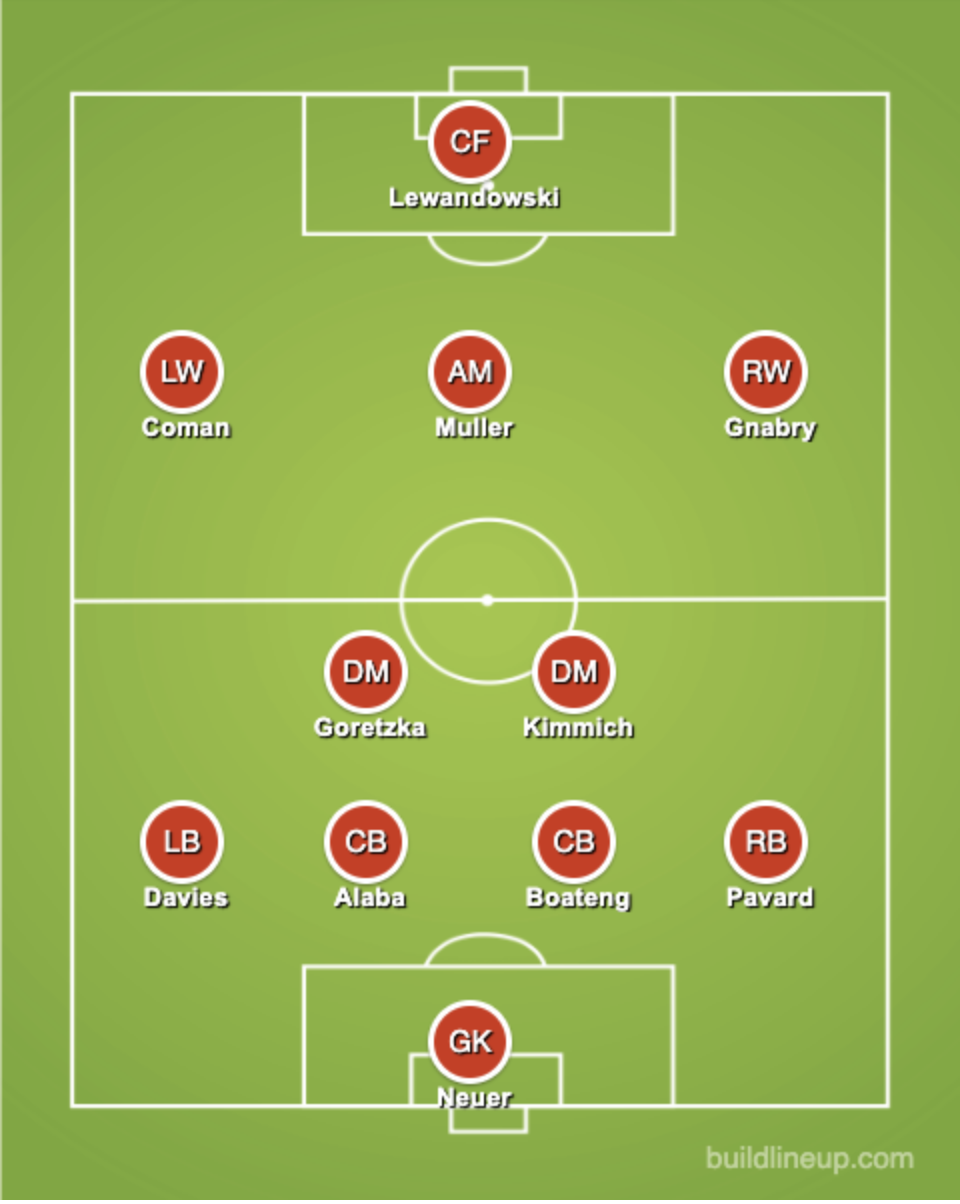 CF
Lewandowski
LW AM RW
Coman Muller Gnabry
DM DM
Goretzka Kimmich
LB CB CB RB
Davies Alaba Boateng Pavard
GK
Neuer
buildlineup.com